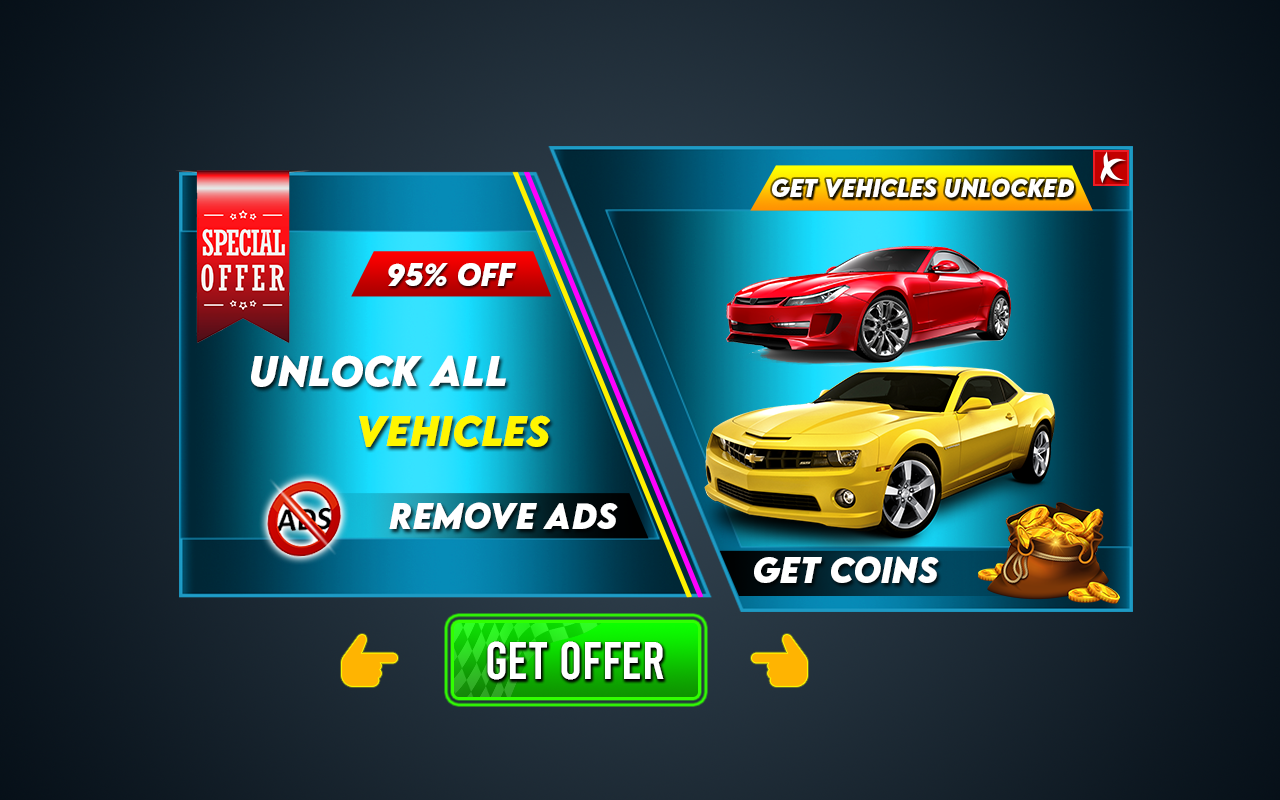 SPECIAL
OFFER
95% OFF
UNLOCK ALL
VEHICLES
ADS
REMOVE ADS
GET VEHICLES UNLOCKED
GET COINS
GET OFFER